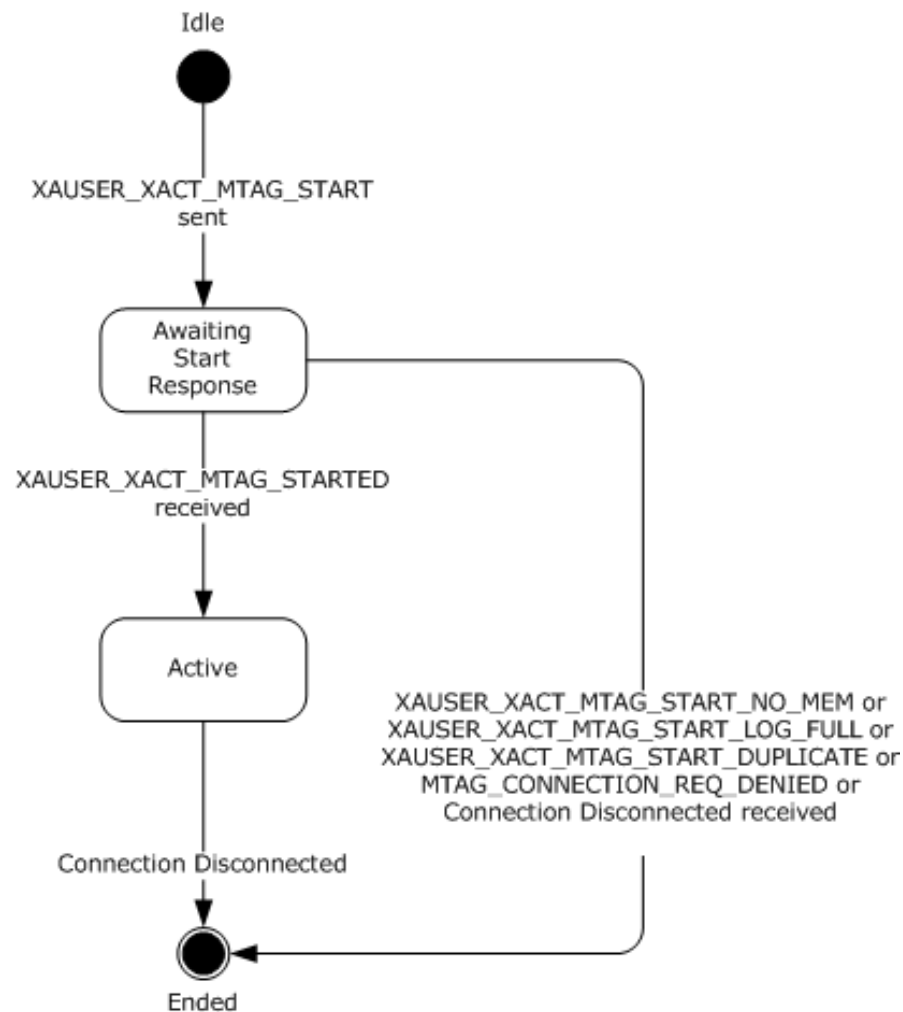 Idle
XAUSER_XACT_MTAG_START
sent
Awaiting
Start
Response
XAUSER_XACT_MTAG_STARTED
received
Active
XAUSER_XACT_MTAG_START_NO_MEM or
XAUSER_XACT_MTAG_START_LOG_FULL or
XAUSER_XACT_MTAG_START_DUPLICATE or
MTAG_CONNECTION_REQ_DENIED or
Connection Disconnected received
Connection Disconnected
Ended